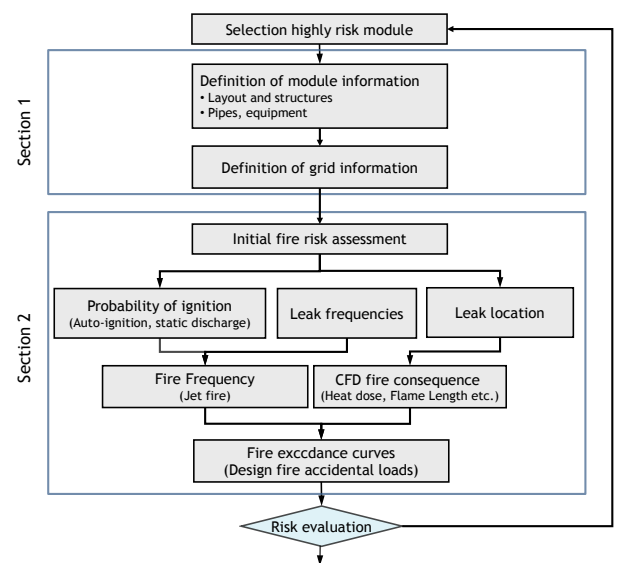 Selection highly risk module
Section 1
Definition of module information
• Layout and structures
• Pipes, equipment
Definition of grid information
Section 2
Initial fire risk assessment
Probability of ignition
(Auto-ignition, static discharge)
Leak frequencies
Leak location
Fire Frequency
(Jet fire)
CFD fire consequence
(Heat dose, Flame Length etc.)
Fire exccdance curves
(Design fire accidental loads)
Risk evaluation